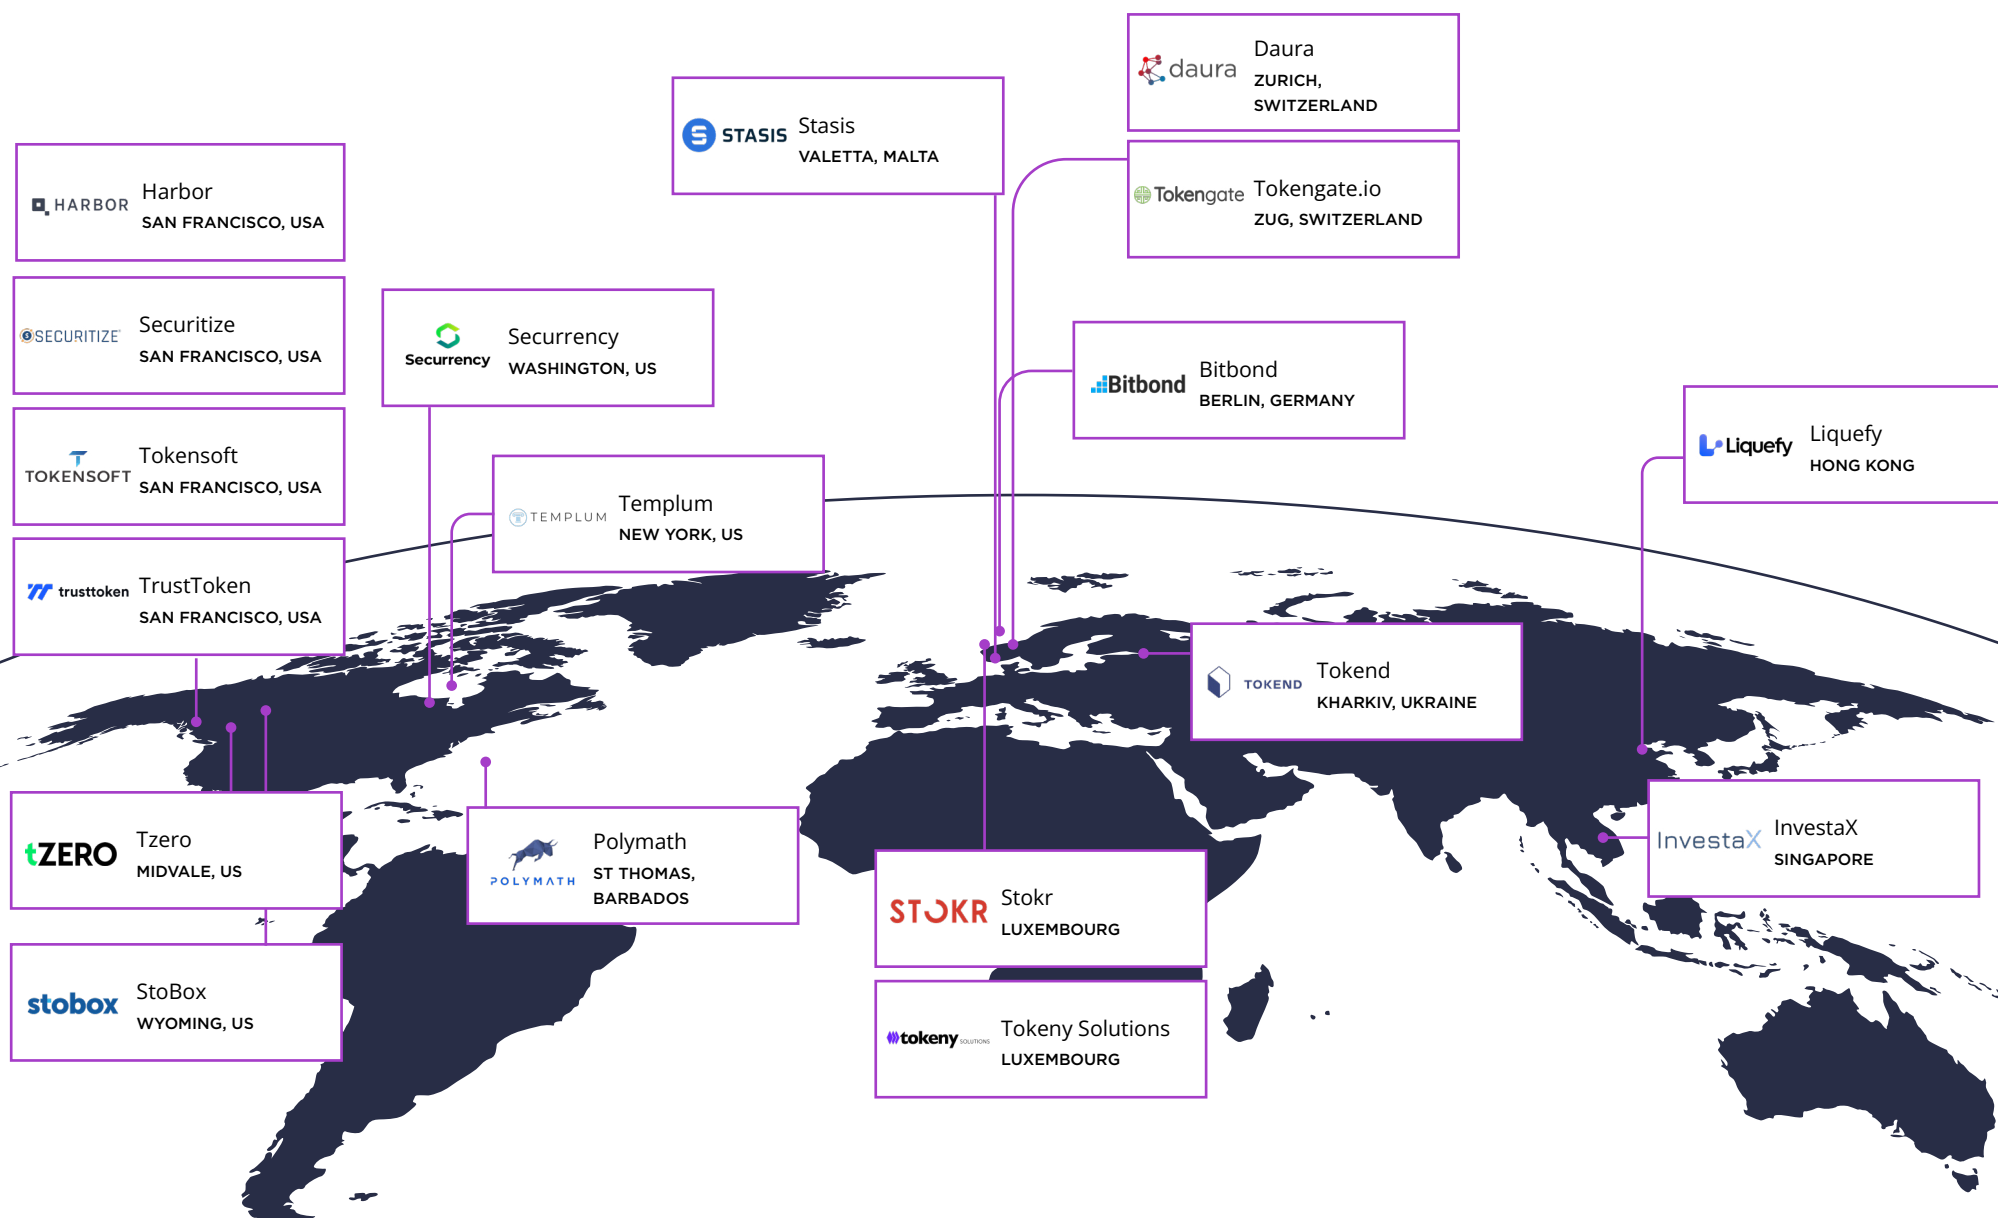 daura
Daura
ZURICH,
SWITZERLAND
STASIS
Stasis
VALETTA, MALTA
Tokengate
Tokengate.io
ZUG, SWITZERLAND
HARBOR
Harbor
SAN FRANCISCO, USA
SECURITIZE
Securitize
SAN FRANCISCO, USA
Securrency
Securrency
WASHINGTON, US
Bitbond
Bitbond
BERLIN, GERMANY
TOKENSOFT
Tokensoft
SAN FRANCISCO, USA
Liquefy
Liquefy
HONG KONG
TEMPLUM
Templum
NEW YORK, US
trusttoken
TrustToken
SAN FRANCISCO, USA
TOKEND
Tokend
KHARKIV, UKRAINE
tZERO
Tzero
MIDVALE, US
POLYMATH
Polymath
ST THOMAS,
BARBADOS
InvestaX
InvestaX
SINGAPORE
STOKR
Stokr
LUXEMBOURG
stobox
StoBox
WYOMING, US
tokeny SOLUTIONS
Tokeny Solutions
LUXEMBOURG